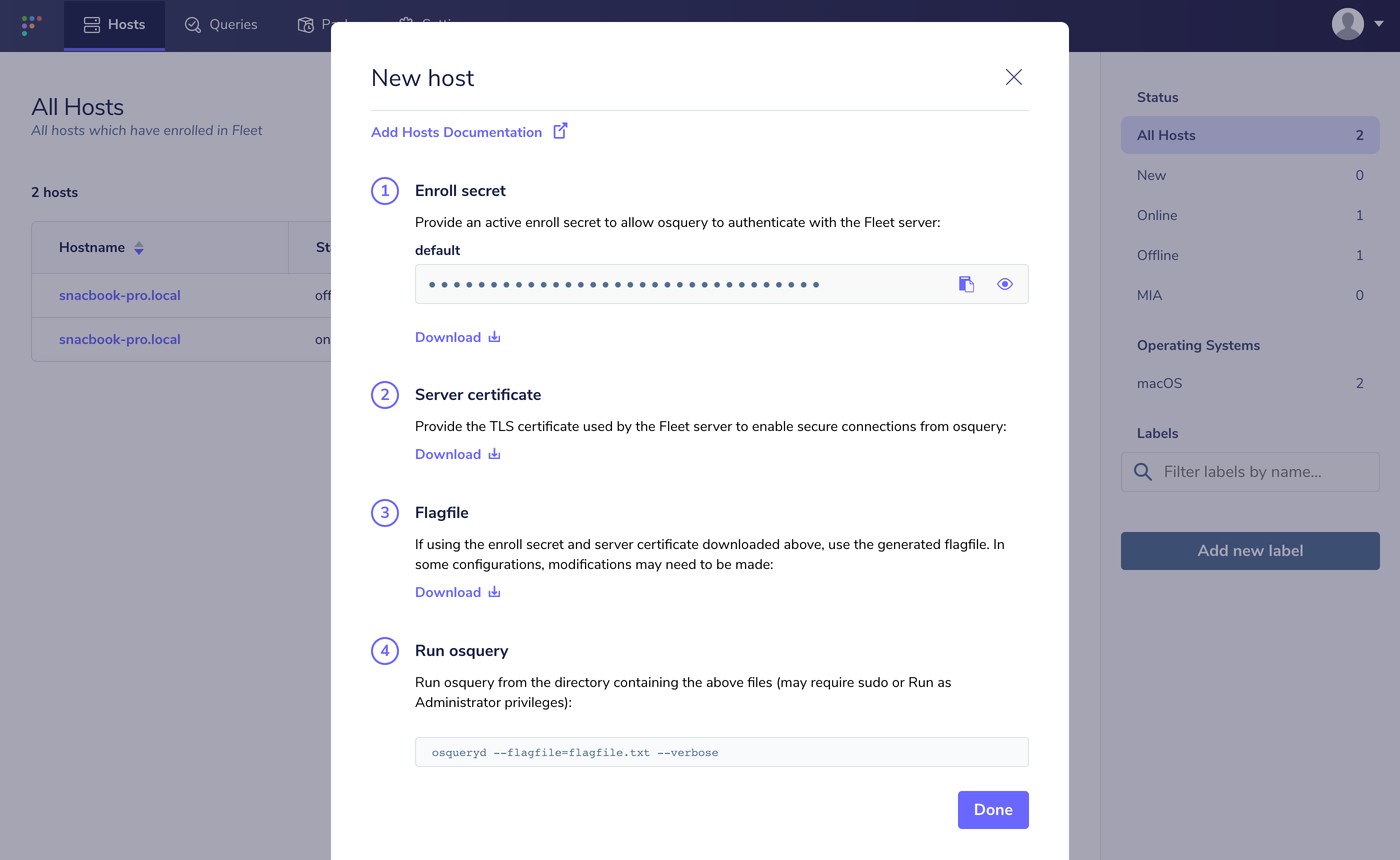 Hosts
Queries
All Hosts
All hosts which have enrolled in Fleet
2 hosts
Hostname
snacbook-pro.local
snacbook-pro.local
New host
Add Hosts Documentation
1
Enroll secret
Provide an active enroll secret to allow osquery to authenticate with the Fleet server:
default
Download
2
Server certificate
Provide the TLS certificate used by the Fleet server to enable secure connections from osquery:
Download
3
Flagfile
If using the enroll secret and server certificate downloaded above, use the generated flagfile. In
some configurations, modifications may need to be made:
Download
4
Run osquery
Run osquery from the directory containing the above files (may require sudo or Run as
Administrator privileges):
osqueryd --flagfile=flagfile.txt --verbose
Done
Status
All Hosts 2
New 0
Online 1
Offline 1
MIA 0
Operating Systems
macOS 2
Labels
Filter labels by name...
Add new label